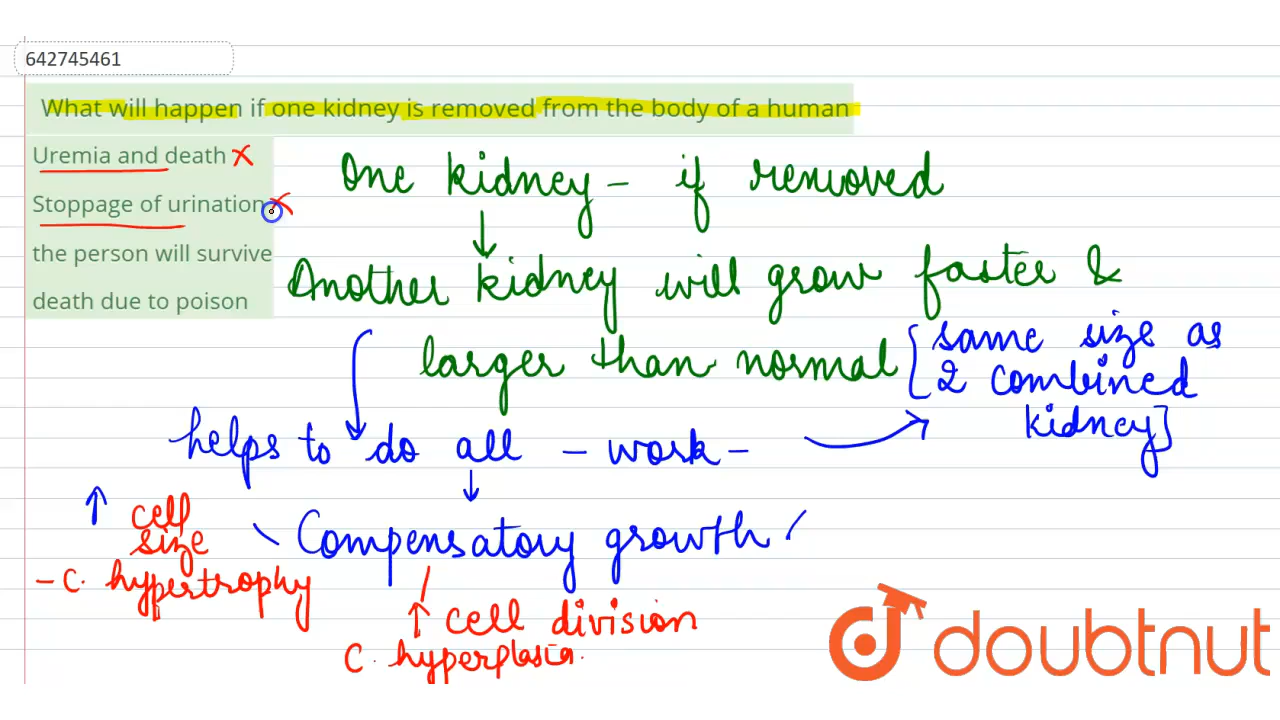 642745461
What will happen if one kidney is removed from the body of a human
Uremia and death
Stoppage of urination
the person will survive
death due to poison
One kidney - if removed
Another kidney will grow faster &
larger than normal
[same size as
2 combined
kidney]
helps to do all - work -
Compensatory growth
↑ cell
size
- C. hypertrophy
↑ cell division
C. hyperplasia.
doubtnut